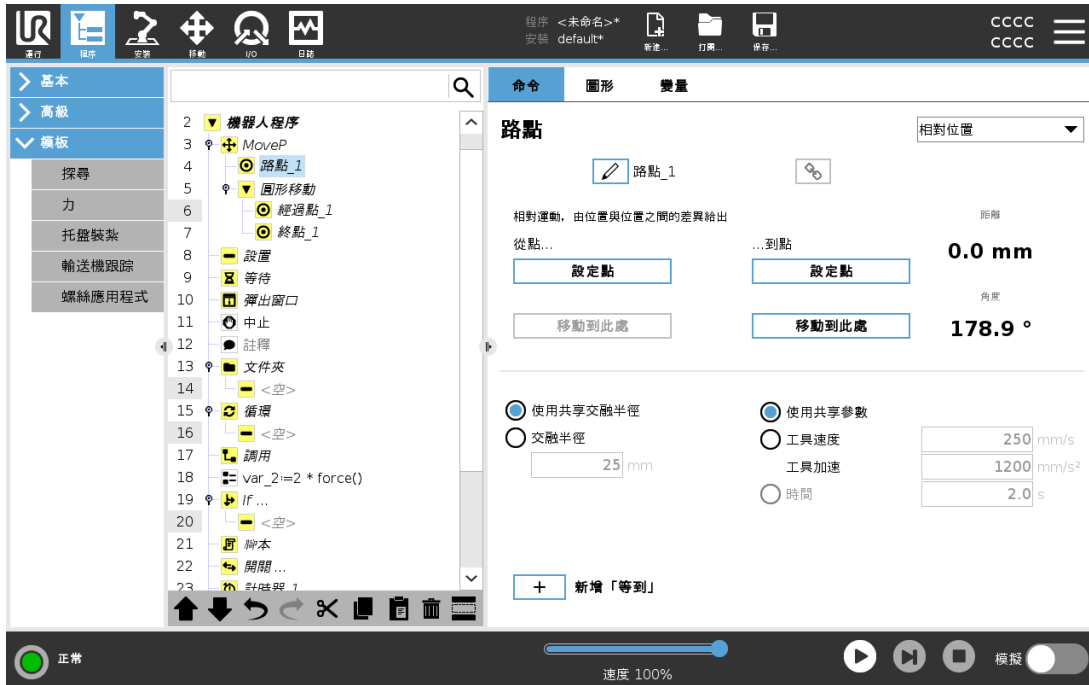 UR
運行
程序
安裝
移動
I/O
日誌
程序 <未命名>*
安裝 default*
新建...
打開...
保存...
CCCC
CCCC
基本
高級
模板
探尋
力
托盤裝紮
輸送機跟踪
螺絲應用程式
2 機器人程序
3 MoveP
4 路點_1
5 圓形移動
6 經過點_1
7 終點_1
8 設置
9 等待
10 彈出窗口
11 中止
12 註釋
13 文件夾
14 <空>
15 循環
16 <空>
17 調用
18 var_2:=2 * force()
19 If ...
20 <空>
21 腳本
22 開關 ...
23 計時器_1
命令
圖形
變量
路點
相對位置
路點_1
相對運動，由位置與位置之間的差異給出
從點...
設定點
移動到此處
...到點
設定點
移動到此處
距離
0.0 mm
角度
178.9 °
使用共享交融半徑
交融半徑
25 mm
使用共享參數
工具速度 250 mm/s
工具加速 1200 mm/s²
時間 2.0 s
+ 新增「等到」
正常
速度 100%
模擬